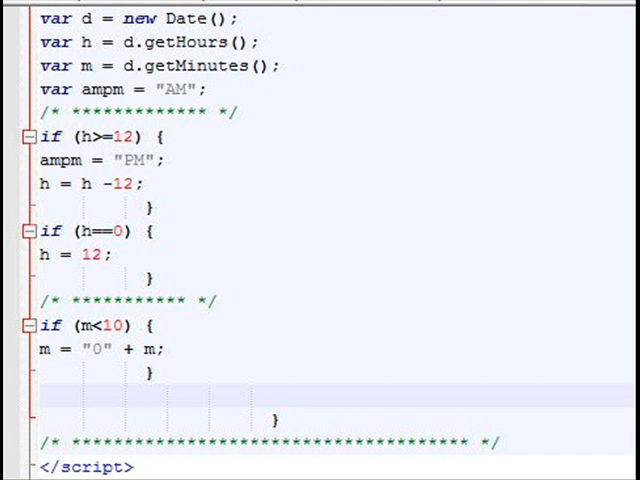 var d = new Date();
var h = d.getHours();
var m = d.getMinutes();
var ampm = "AM";
/* ************* */
if (h>=12) {
ampm = "PM";
h = h -12;
}
if (h==0) {
h = 12;
}
/* *********** */
if (m<10) {
m = "0" + m;
}
}
/* ************************************** */
</script>